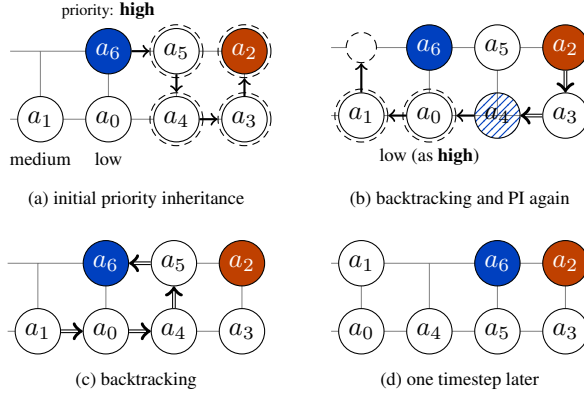 priority: high
a6 a5 a2
a1 a0 a4 a3
medium low
(a) initial priority inheritance
a6 a5 a2
a1 a0 a4 a3
low (as high)
(b) backtracking and PI again
a6 a5 a2
a1 a0 a4 a3
(c) backtracking
a1 a6 a2
a0 a4 a5 a3
(d) one timestep later